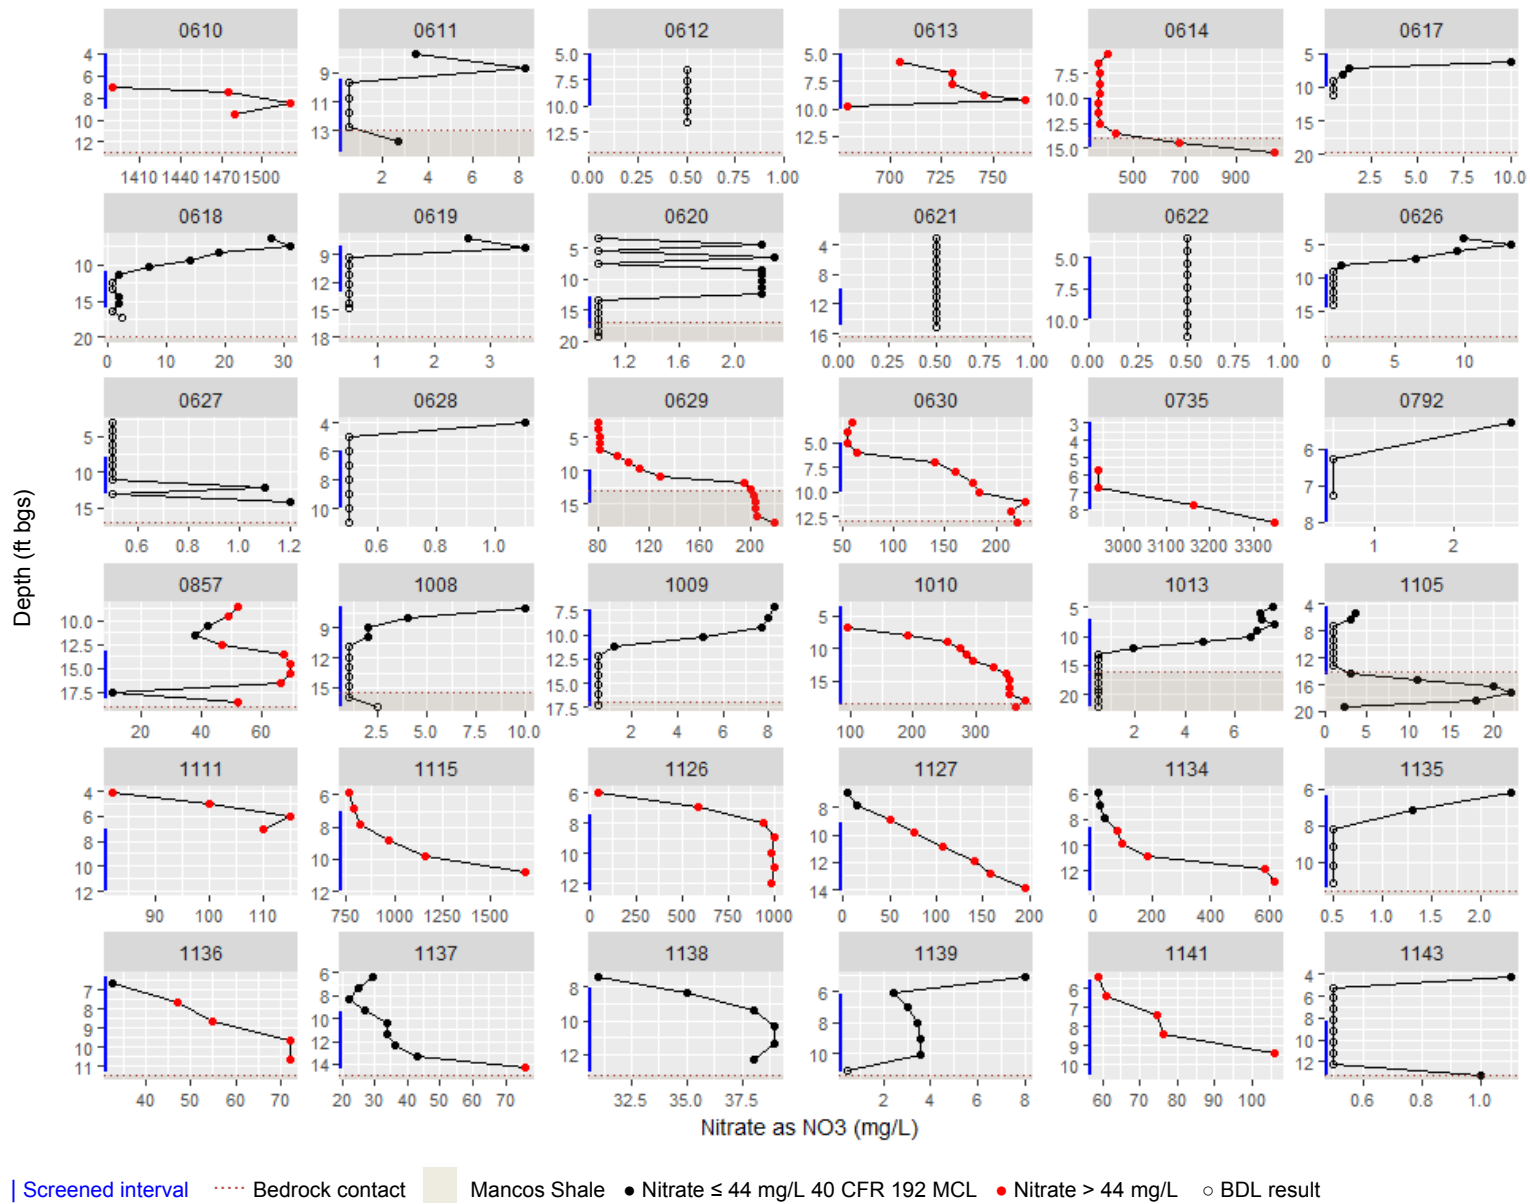 0610 0611 0612 0613 0614 0617
4 6 8 10 12
9 11 13
5.0 7.5 10.0 12.5
5.0 7.5 10.0 12.5
7.5 10.0 12.5 15.0
5 10 15 20
1410 1440 1470 1500
2 4 6 8
0.00 0.25 0.50 0.75 1.00
700 725 750
500 700 900
2.5 5.0 7.5 10.0
0618 0619 0620 0621 0622 0626
10 15 20
9 12 15 18
5 10 15 20
4 8 12 16
5.0 7.5 10.0
5 10 15
0 10 20 30
1 2 3
1.2 1.6 2.0
0.00 0.25 0.50 0.75 1.00
0.00 0.25 0.50 0.75 1.00
0 10
0627 0628 0629 0630 0735 0792
5 10 15
4 6 8 10
5 10 15
5.0 7.5 10.0 12.5
3 4 5 6 7 8
6 7 8
0.6 0.8 1.0 1.2
0.6 0.8 1.0
80 120 160 200
50 100 150 200
3000 3100 3200 3300
1 2
Depth (ft bgs)
0857 1008 1009 1010 1013 1105
10.0 12.5 15.0 17.5
9 12 15
7.5 10.0 12.5 15.0 17.5
5 10 15
5 10 15 20
4 8 12 16 20
20 40 60
2.5 5.0 7.5 10.0
2 4 6 8
100 200 300
2 4 6
0 5 10 15 20
1111 1115 1126 1127 1134 1135
4 6 8 10 12
6 8 10 12
6 8 10 12
8 10 12 14
6 8 10 12
6 8 10
90 100 110
750 1000 1250 1500
0 250 500 750 1000
0 50 100 150 200
0 200 400 600
0.5 1.0 1.5 2.0
1136 1137 1138 1139 1141 1143
7 8 9 10 11
6 8 10 12 14
8 10 12
6 8 10
6 7 8 9 10
4 6 8 10 12
40 50 60 70
20 30 40 50 60 70
32.5 35.0 37.5
2 4 6 8
60 70 80 90 100
0.6 0.8 1.0
Nitrate as NO3 (mg/L)
| Screened interval Bedrock contact Mancos Shale Nitrate ≤ 44 mg/L 40 CFR 192 MCL Nitrate > 44 mg/L BDL result